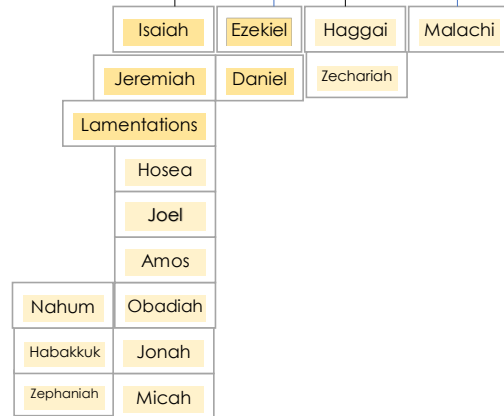 Isaiah Ezekiel Haggai Malachi
Jeremiah Daniel Zechariah
Lamentations
Hosea
Joel
Amos
Nahum Obadiah
Habakkuk Jonah
Zephaniah Micah